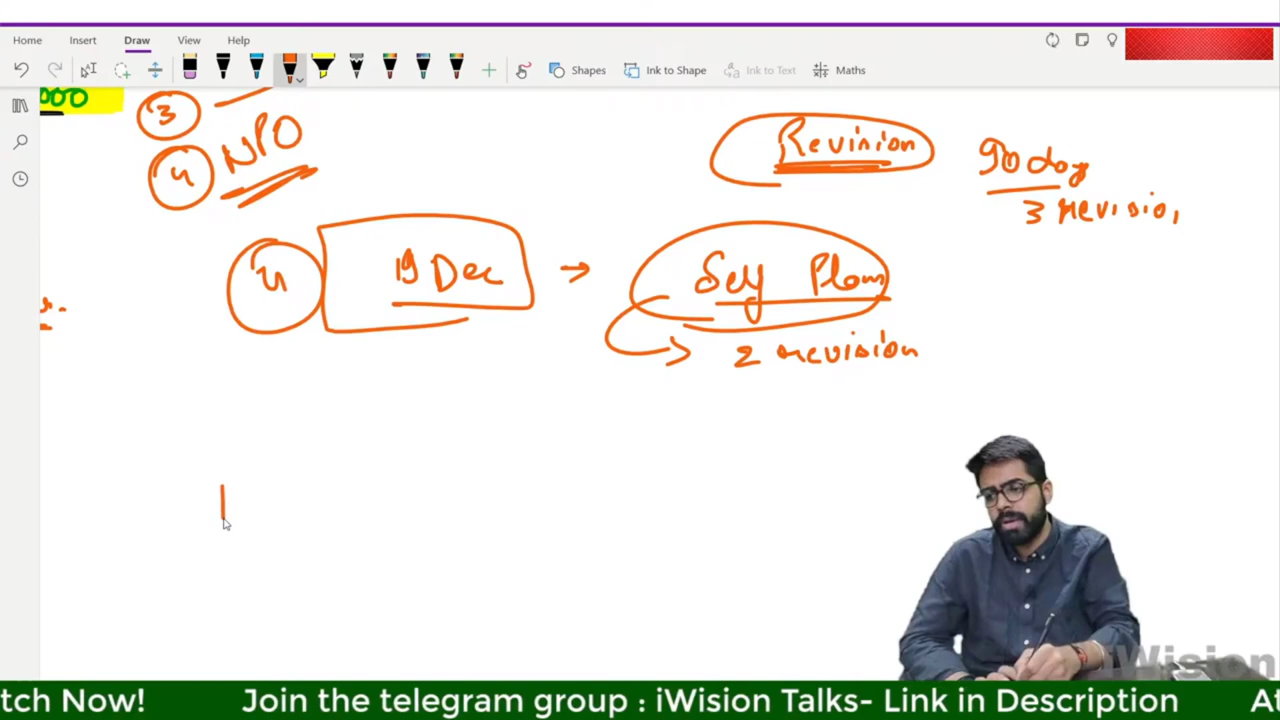 Home Insert Draw View Help
Shapes Ink to Shape Ink to Text Maths
000
3
4 NPO
Revision
90 days
3 revision
4 19 Dec → Self Plan
2 revision
iWision
tch Now! Join the telegram group : iWision Talks- Link in Description At